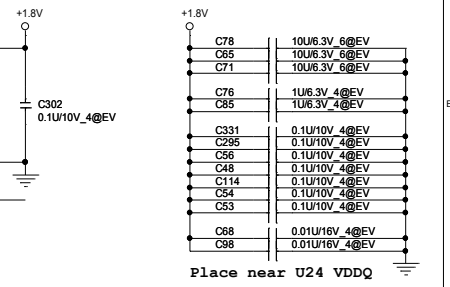 +1.8V
C302
0.1U/10V_4@EV
+1.8V
C78 10U/6.3V_6@EV
C65 10U/6.3V_6@EV
C71 10U/6.3V_6@EV
C76 1U/6.3V_4@EV
C85 1U/6.3V_4@EV
C331 0.1U/10V_4@EV
C295 0.1U/10V_4@EV
C56 0.1U/10V_4@EV
C48 0.1U/10V_4@EV
C114 0.1U/10V_4@EV
C54 0.1U/10V_4@EV
C53 0.1U/10V_4@EV
C68 0.01U/16V_4@EV
C98 0.01U/16V_4@EV
Place near U24 VDDQ